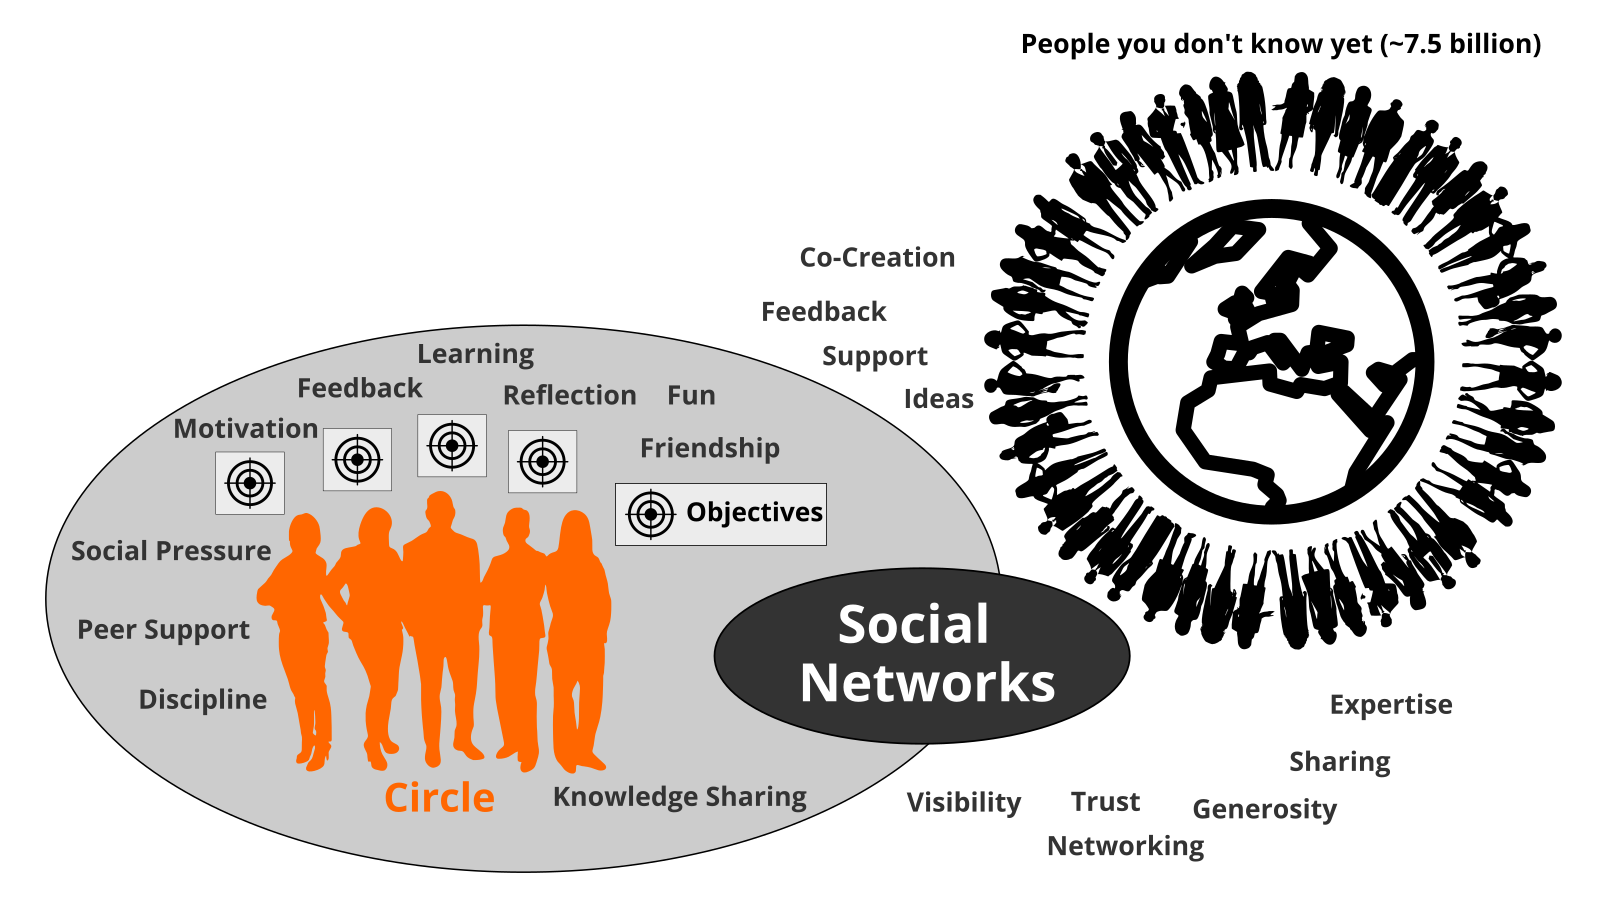 People you don't know yet (~7.5 billion)
Co-Creation
Feedback
Support
Ideas
Learning
Feedback
Reflection
Fun
Motivation
Friendship
Objectives
Social Pressure
Peer Support
Discipline
Social
Networks
Circle
Knowledge Sharing
Expertise
Sharing
Visibility
Trust
Generosity
Networking